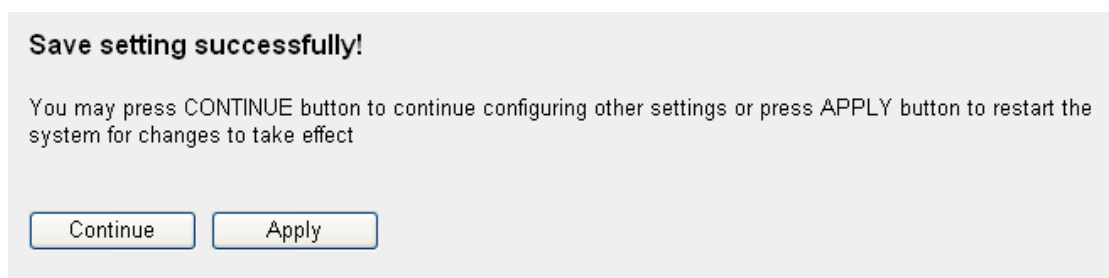 Save setting successfully!
You may press CONTINUE button to continue configuring other settings or press APPLY button to restart the
system for changes to take effect
Continue Apply